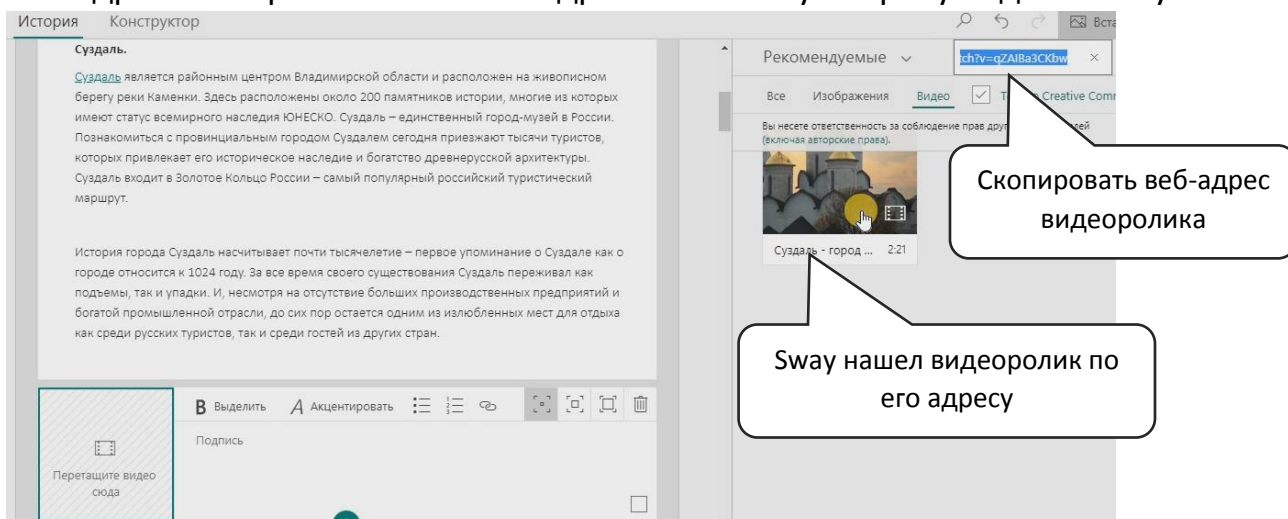 История Конструктор
Вста
Суздаль.
Суздаль является районным центром Владимирской области и расположен на живописном
берегу реки Каменки. Здесь расположены около 200 памятников истории, многие из которых
имеют статус всемирного наследия ЮНЕСКО. Суздаль – единственный город-музей в России.
Познакомиться с провинциальным городом Суздалем сегодня приезжают тысячи туристов,
которых привлекает его историческое наследие и богатство древнерусской архитектуры.
Суздаль входит в Золотое Кольцо России – самый популярный российский туристический
маршрут.
История города Суздаль насчитывает почти тысячелетие – первое упоминание о Суздале как о
городе относится к 1024 году. За все время своего существования Суздаль переживал как
подъемы, так и упадки. И, несмотря на отсутствие больших производственных предприятий и
богатой промышленной отрасли, до сих пор остается одним из излюбленных мест для отдыха
как среди русских туристов, так и среди гостей из других стран.
B Выделить A Акцентировать
Подпись
Перетащите видео
сюда
Рекомендуемые
tch?v=qZAIBa3CKbw ×
Все Изображения Видео Creative Comm
Вы несете ответственность за соблюдение прав
(включая авторские права).
Суздаль - город ... 2:21
Скопировать веб-адрес
видеоролика
Sway нашел видеоролик по
его адресу